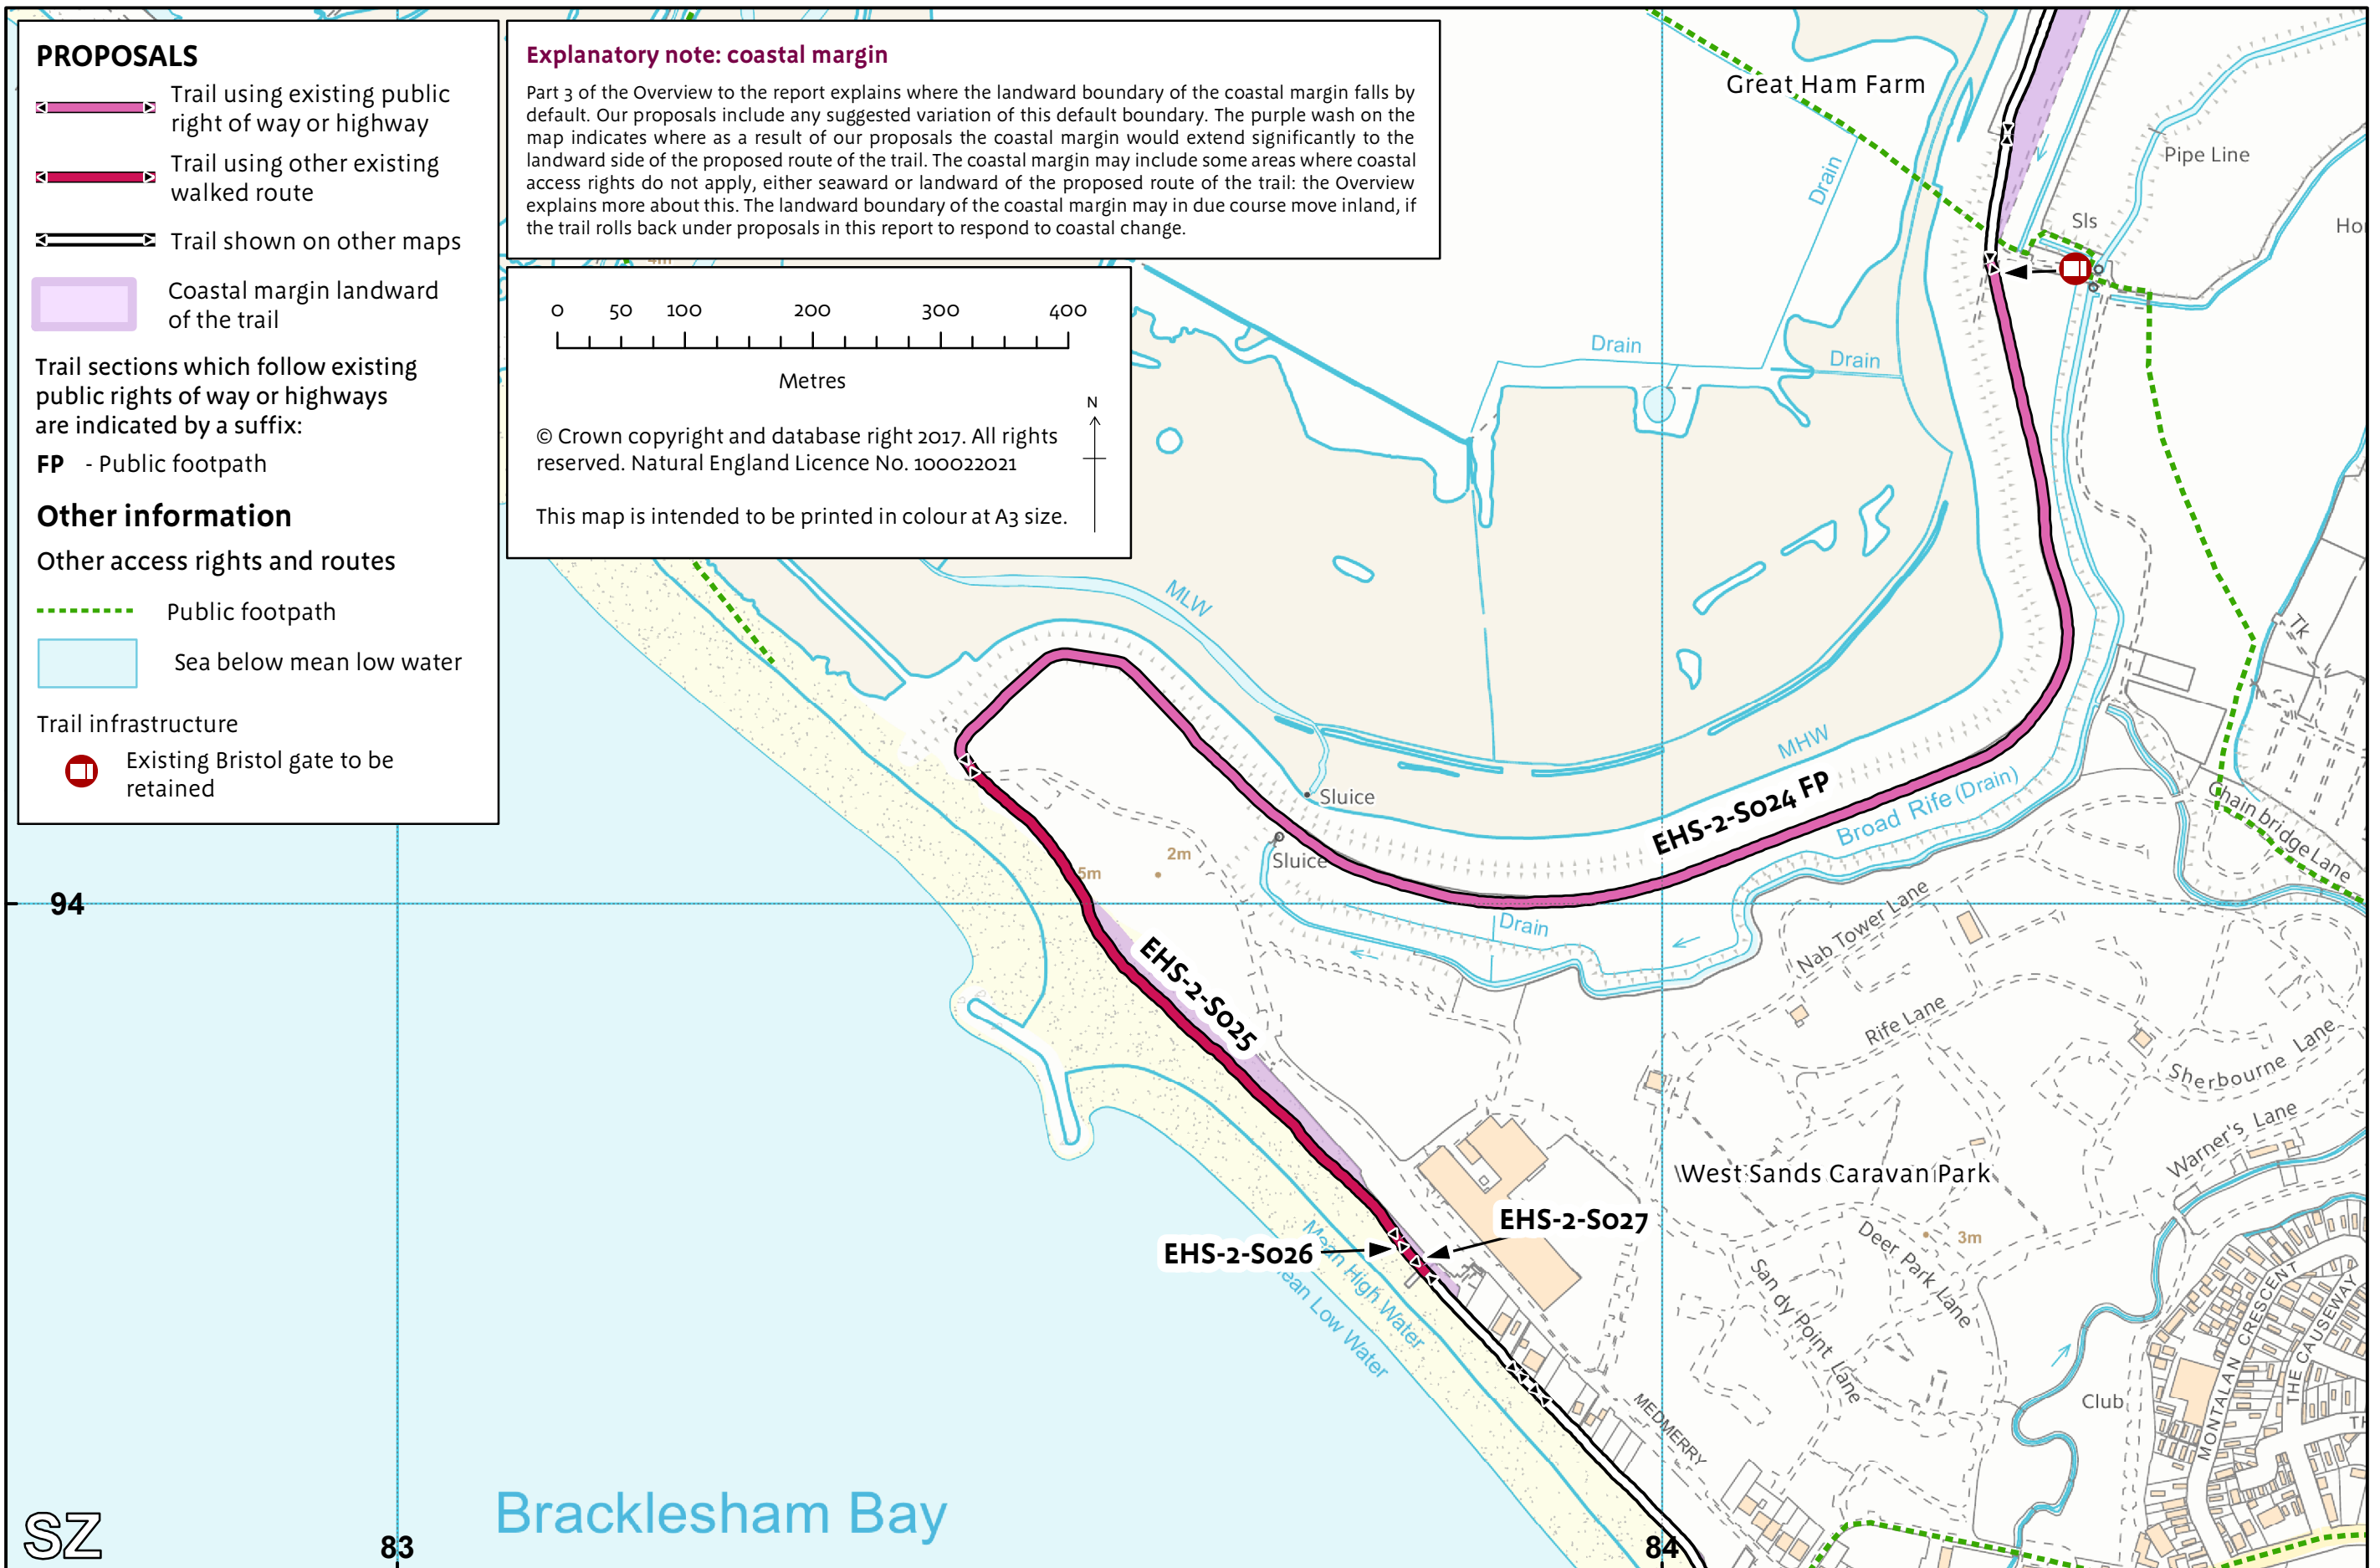 PROPOSALS
Trail using existing public
right of way or highway
Trail using other existing
walked route
Trail shown on other maps
Coastal margin landward
of the trail
Trail sections which follow existing
public rights of way or highways
are indicated by a suffix:
FP - Public footpath
Other information
Other access rights and routes
Public footpath
Sea below mean low water
Trail infrastructure
Existing Bristol gate to be
retained
Explanatory note: coastal margin
Part 3 of the Overview to the report explains where the landward boundary of the coastal margin falls by
default. Our proposals include any suggested variation of this default boundary. The purple wash on the
map indicates where as a result of our proposals the coastal margin would extend significantly to the
landward side of the proposed route of the trail. The coastal margin may include some areas where coastal
access rights do not apply, either seaward or landward of the proposed route of the trail: the Overview
explains more about this. The landward boundary of the coastal margin may in due course move inland, if
the trail rolls back under proposals in this report to respond to coastal change.
0 50 100 200 300 400
Metres
N
© Crown copyright and database right 2017. All rights
reserved. Natural England Licence No. 100022021
This map is intended to be printed in colour at A3 size.
Great Ham Farm
Drain
Pipe Line
Sls
Drain
Drain
MLW
Tk
MHW
Sluice
EHS-2-S024 FP
Broad Rife (Drain)
Chain bridge Lane
2m
5m
Sluice
94
Drain
Nab Tower Lane
EHS-2-S025
Rife Lane
Sherbourne Lane
Warner's Lane
West Sands Caravan Park
EHS-2-S027
EHS-2-S026
Mean High Water
Mean Low Water
Deer Park Lane
3m
San dy Point Lane
MONTALAN CRESCENT
THE CAUSEWAY
Club
MEDMERRY
Bracklesham Bay
SZ
83
84